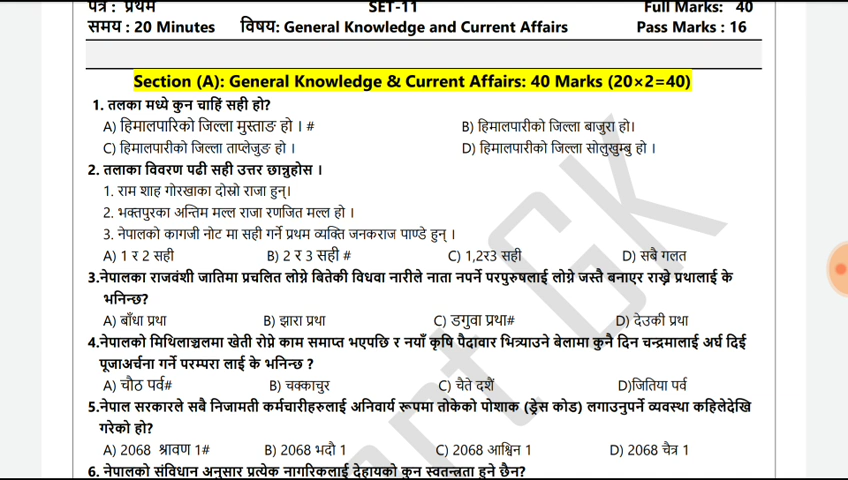 पत्र : प्रथम SET-11 Full Marks: 40
समय : 20 Minutes विषय: General Knowledge and Current Affairs Pass Marks : 16
Section (A): General Knowledge & Current Affairs: 40 Marks (20×2=40)
1. तलका मध्ये कुन चाहिं सही हो?
A) हिमालपारिको जिल्ला मुस्ताङ हो । # B) हिमालपारीको जिल्ला बाजुरा हो।
C) हिमालपारीको जिल्ला ताप्लेजुङ हो । D) हिमालपारीको जिल्ला सोलुखुम्बु हो ।
2. तलाका विवरण पढी सही उत्तर छान्नुहोस ।
1. राम शाह गोरखाका दोस्रो राजा हुन्।
2. भक्तपुरका अन्तिम मल्ल राजा रणजित मल्ल हो ।
3. नेपालको कागजी नोट मा सही गर्ने प्रथम व्यक्ति जनकराज पाण्डे हुन् ।
A) 1 र 2 सही B) 2 र 3 सही # C) 1,2र3 सही D) सबै गलत
3.नेपालका राजवंशी जातिमा प्रचलित लोग्ने बितेकी विधवा नारीले नाता नपर्ने परपुरुषलाई लोग्ने जस्तै बनाएर राख्ने प्रथालाई के
भनिन्छ?
A) बाँधा प्रथा B) झारा प्रथा C) डगुवा प्रथा# D) देउकी प्रथा
4.नेपालको मिथिलाञ्चलमा खेती रोप्ने काम समाप्त भएपछि र नयाँ कृषि पैदावार भित्र्याउने बेलामा कुनै दिन चन्द्रमालाई अर्घ दिई
पूजाअर्चना गर्ने परम्परा लाई के भनिन्छ ?
A) चौठ पर्व# B) चक्काचुर C) चैते दशैं D)जितिया पर्व
5.नेपाल सरकारले सबै निजामती कर्मचारीहरुलाई अनिवार्य रूपमा तोकेको पोशाक (ड्रेस कोड) लगाउनुपर्ने व्यवस्था कहिलेदेखि
गरेको हो?
A) 2068 श्रावण 1# B) 2068 भदौ 1 C) 2068 आश्विन 1 D) 2068 चैत्र 1
6. नेपालको संविधान अनुसार प्रत्येक नागरिकलाई देहायको कुन स्वतन्त्रता हुने छैन?